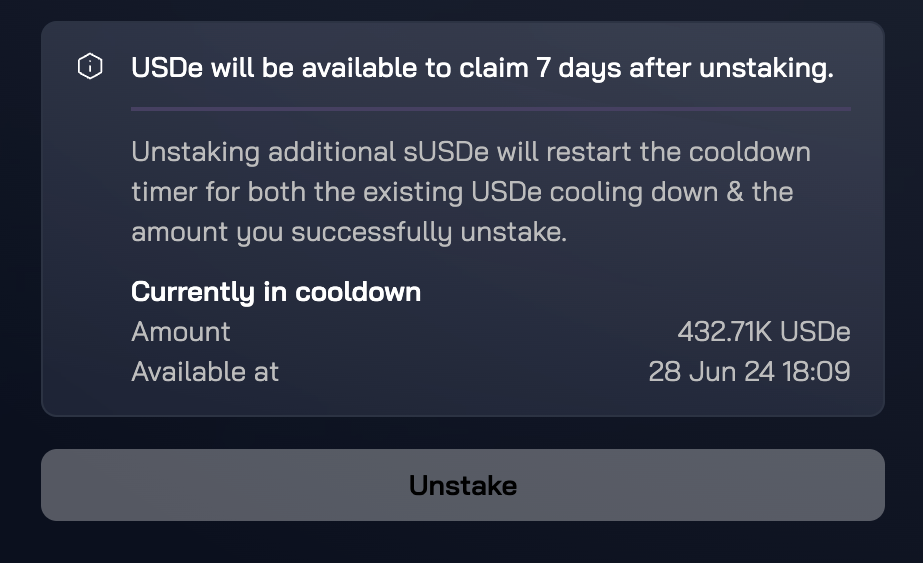 USDe will be available to claim 7 days after unstaking.
Unstaking additional sUSDe will restart the cooldown
timer for both the existing USDe cooling down & the
amount you successfully unstake.
Currently in cooldown
Amount 432.71K USDe
Available at 28 Jun 24 18:09
Unstake